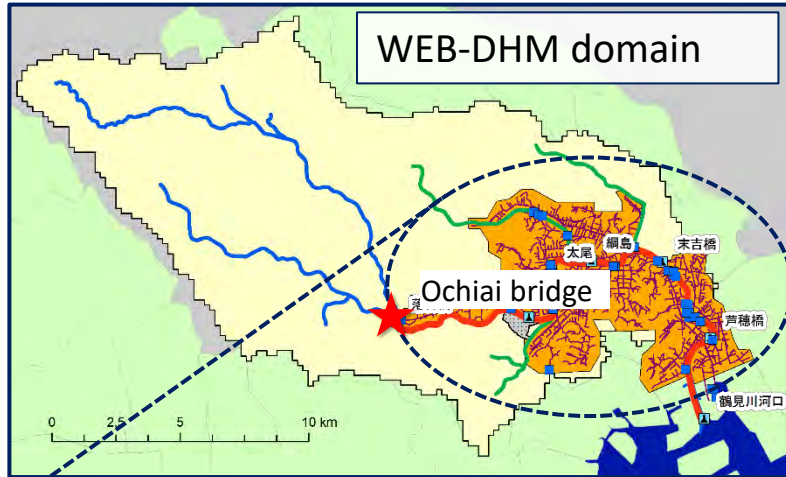 WEB-DHM domain
太尾
綱島
末吉橋
Ochiai bridge
芦穂橋
鶴見川河口
0 2.5 5 10 km